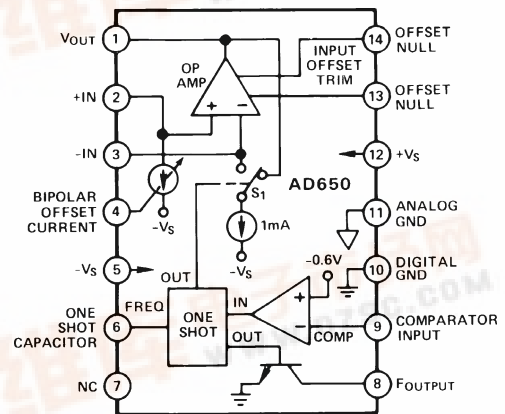 VOUT 1
+IN 2
-IN 3
BIPOLAR
OFFSET
CURRENT
4
-VS 5
ONE
SHOT
CAPACITOR
6
NC 7
14 OFFSET
NULL
13 OFFSET
NULL
12 +VS
11 ANALOG
GND
10 DIGITAL
GND
9 COMPARATOR
INPUT
8 FOUTPUT
OP
AMP
+ -
INPUT
OFFSET
TRIM
S1
AD650
1mA
-VS
-VS
-0.6V
OUT
FREQ
ONE
SHOT
IN
OUT
+
-
COMP